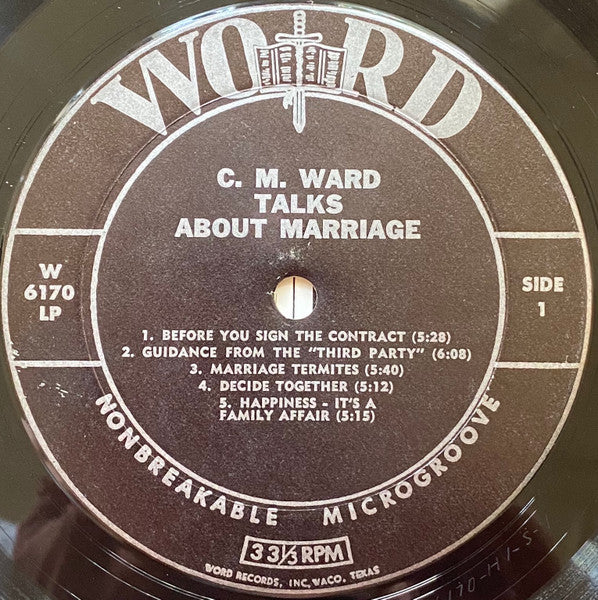 WORD
C. M. WARD
TALKS
ABOUT MARRIAGE
W
6170
LP
SIDE
1
1. BEFORE YOU SIGN THE CONTRACT (5:28)
2. GUIDANCE FROM THE "THIRD PARTY" (6:08)
3. MARRIAGE TERMITES (5:40)
4. DECIDE TOGETHER (5:12)
5. HAPPINESS - IT'S A
FAMILY AFFAIR (5:15)
NONBREAKABLE MICROGROOVE
33 1/3 RPM
WORD RECORDS, INC, WACO, TEXAS